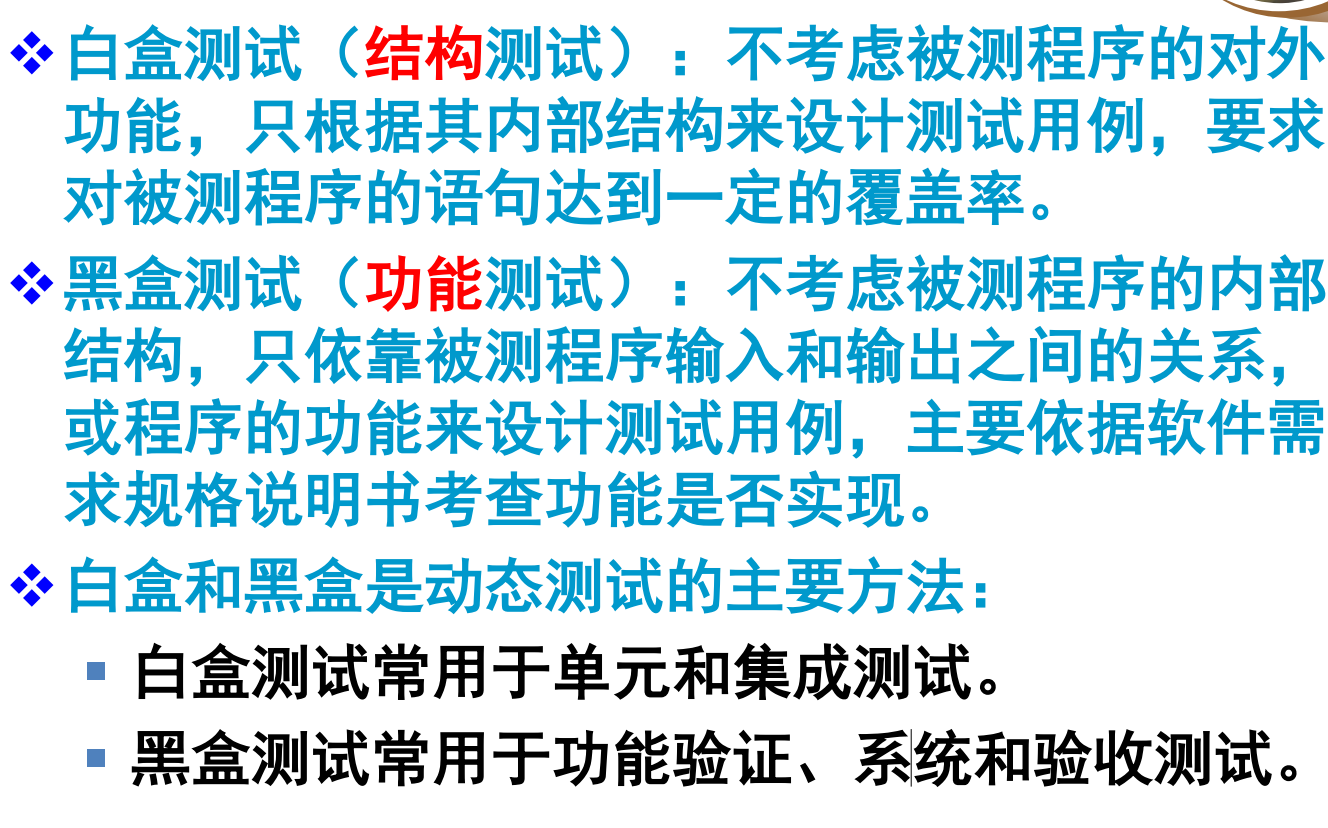 白盒测试（结构测试）：不考虑被测程序的对外
功能，只根据其内部结构来设计测试用例，要求
对被测程序的语句达到一定的覆盖率。
黑盒测试（功能测试）：不考虑被测程序的内部
结构，只依靠被测程序输入和输出之间的关系，
或程序的功能来设计测试用例，主要依据软件需
求规格说明书考查功能是否实现。
白盒和黑盒是动态测试的主要方法：
白盒测试常用于单元和集成测试。
黑盒测试常用于功能验证、系统和验收测试。